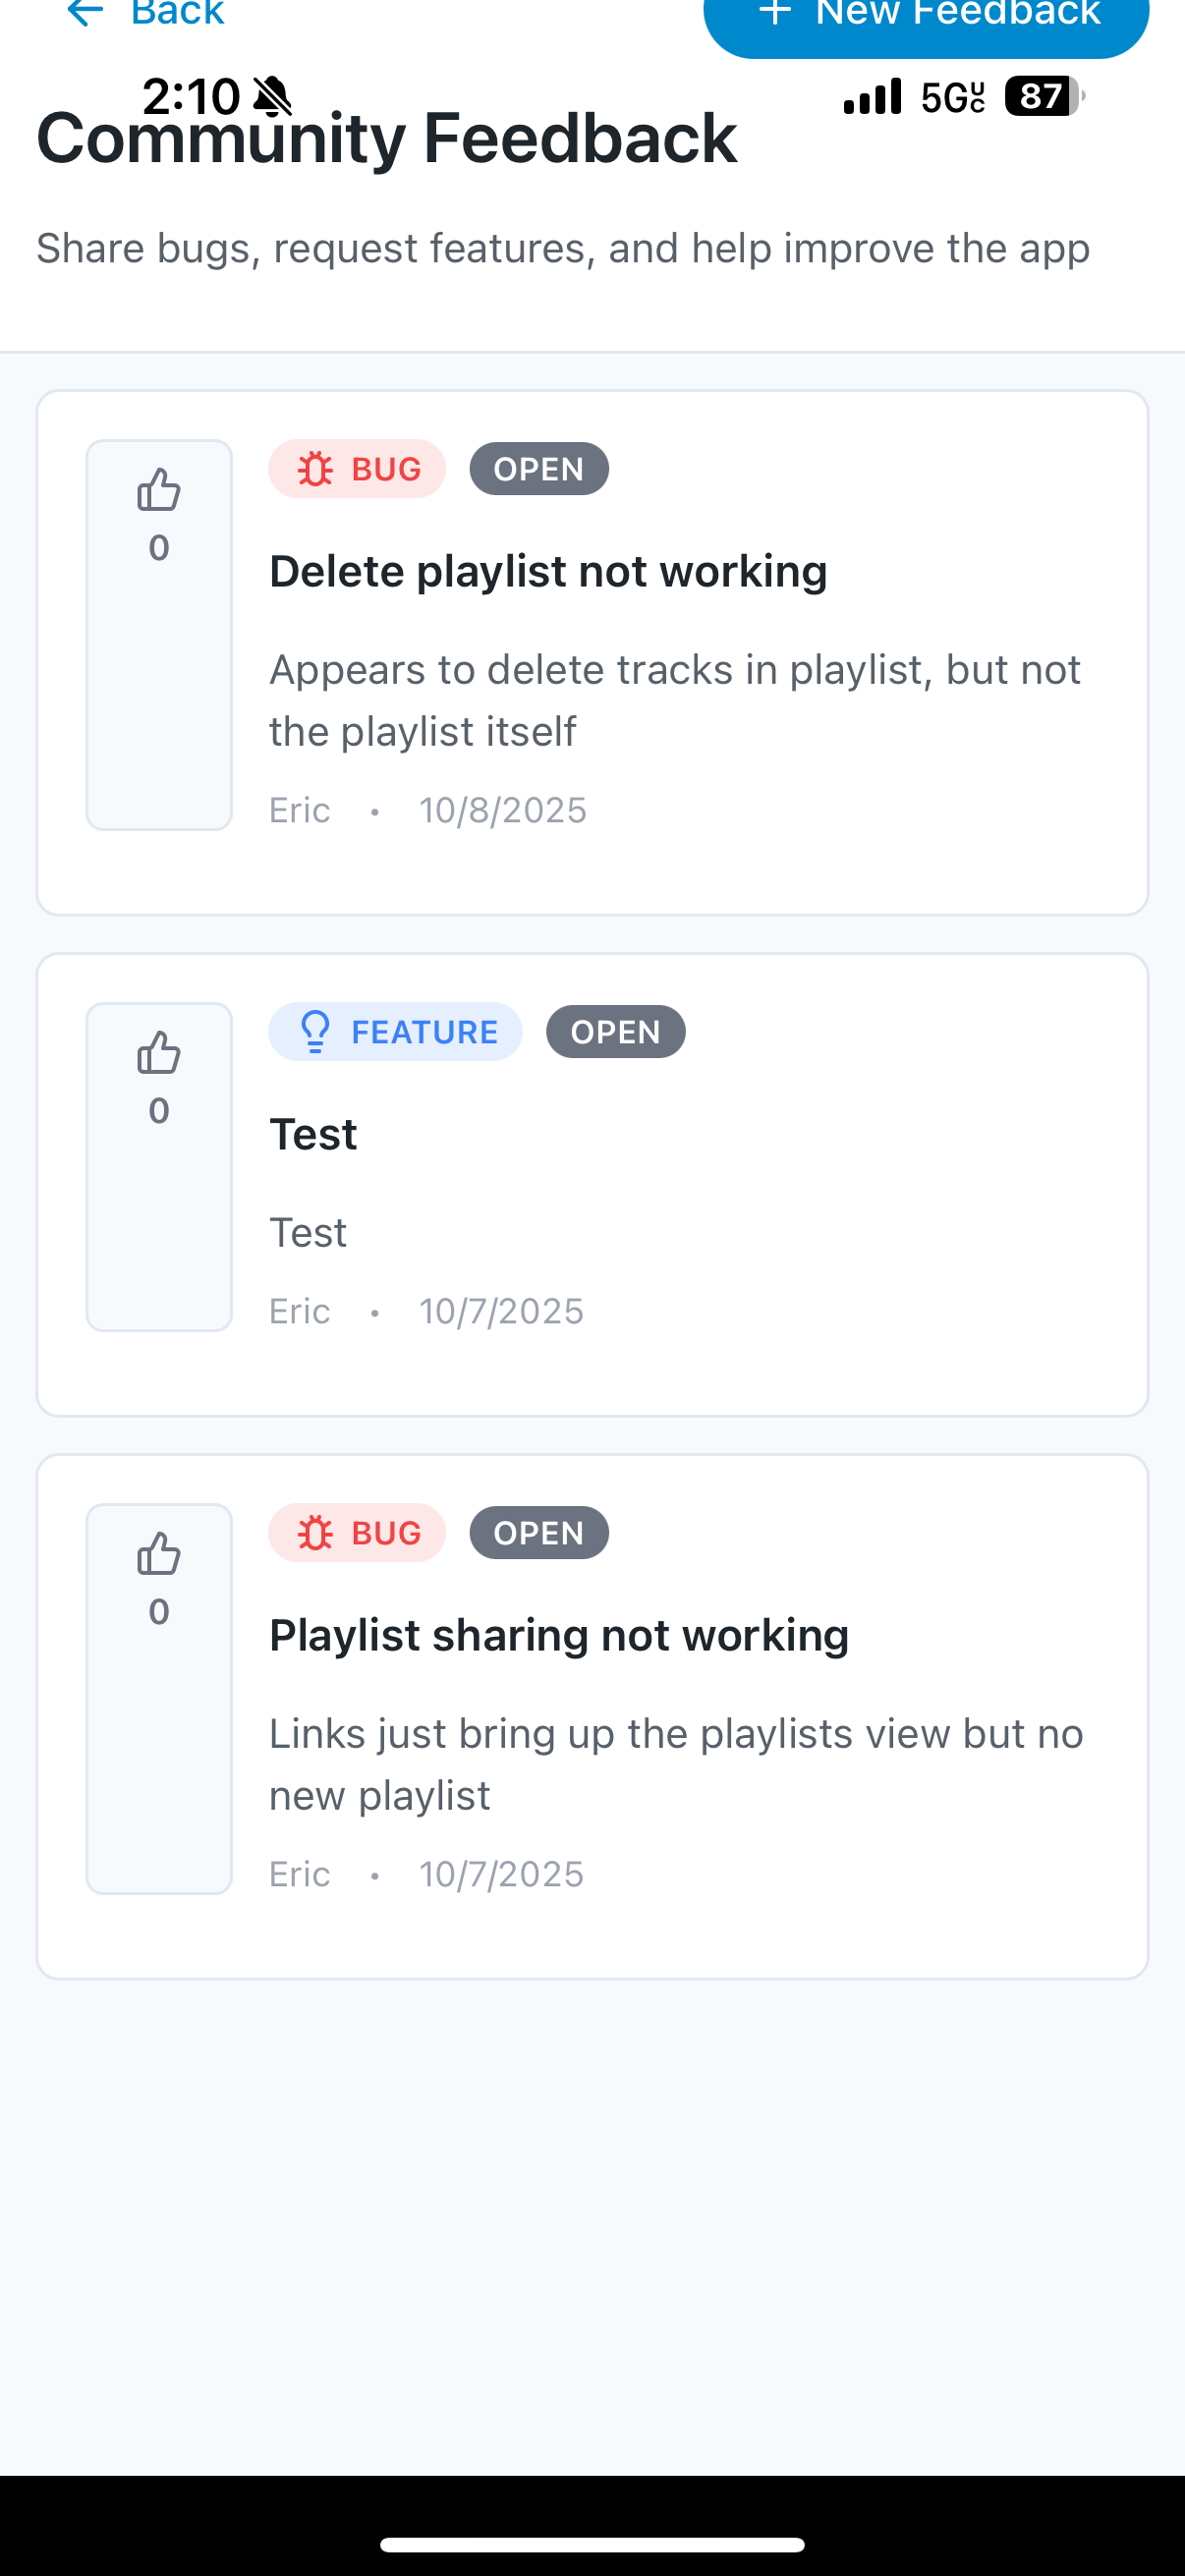 Back
New Feedback
2:10
5GUC 87
Community Feedback
Share bugs, request features, and help improve the app
BUG OPEN
0
Delete playlist not working
Appears to delete tracks in playlist, but not
the playlist itself
Eric • 10/8/2025
FEATURE OPEN
0
Test
Test
Eric • 10/7/2025
BUG OPEN
0
Playlist sharing not working
Links just bring up the playlists view but no
new playlist
Eric • 10/7/2025